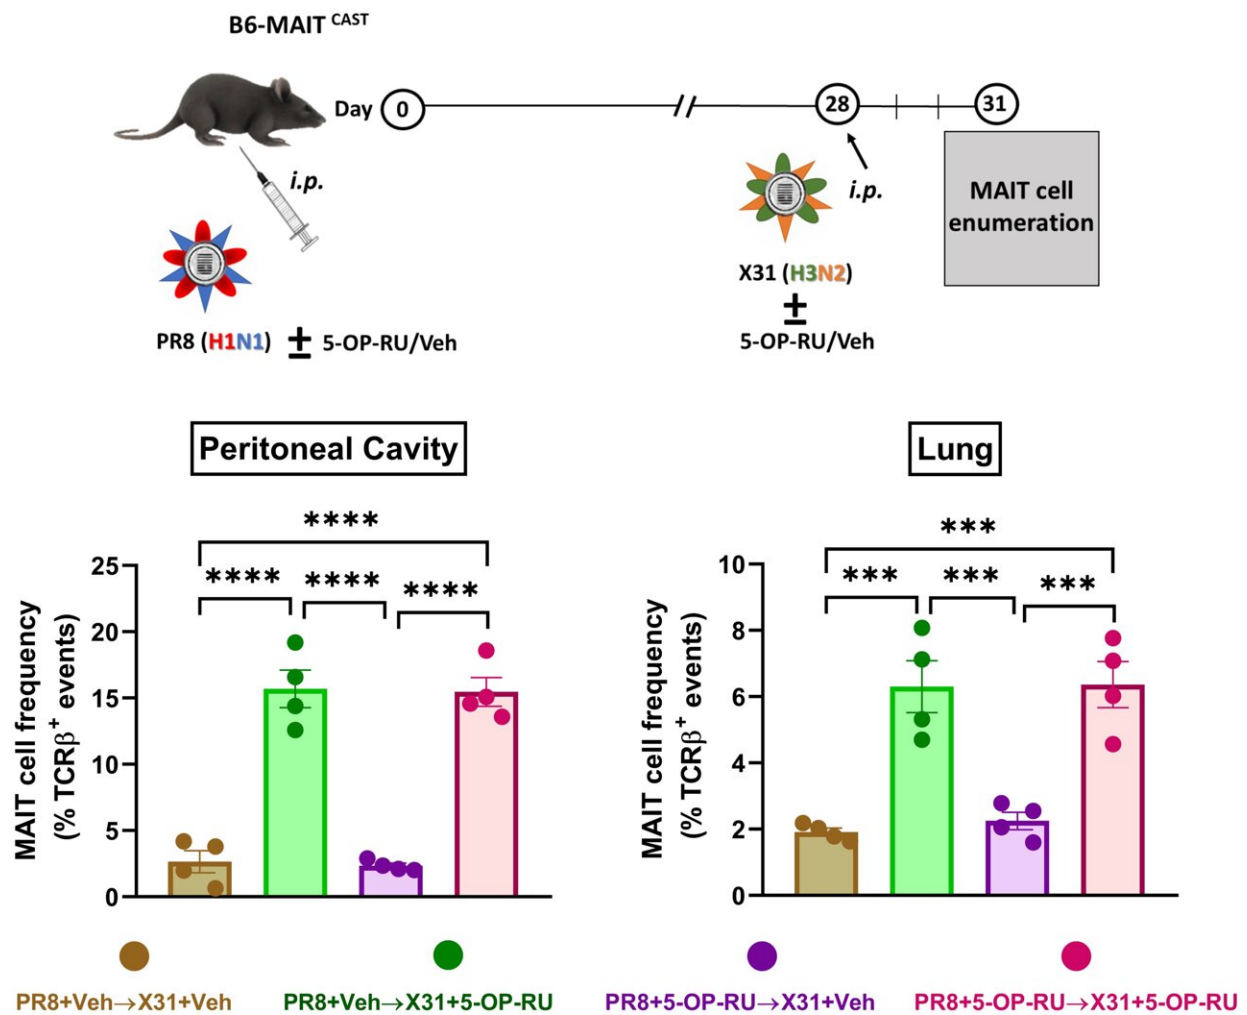 B6-MAIT CAST
Day 0 28 31
i.p.
i.p.
MAIT cell
enumeration
X31 (H3N2)
±
5-OP-RU/Veh
PR8 (H1N1) ± 5-OP-RU/Veh
Peritoneal Cavity
MAIT cell frequency
(% TCRβ+ events)
25
20
15
10
5
0
****
****
****
****
Lung
MAIT cell frequency
(% TCRβ+ events)
10
8
6
4
2
0
***
***
***
***
PR8+Veh→X31+Veh
PR8+Veh→X31+5-OP-RU
PR8+5-OP-RU→X31+Veh
PR8+5-OP-RU→X31+5-OP-RU